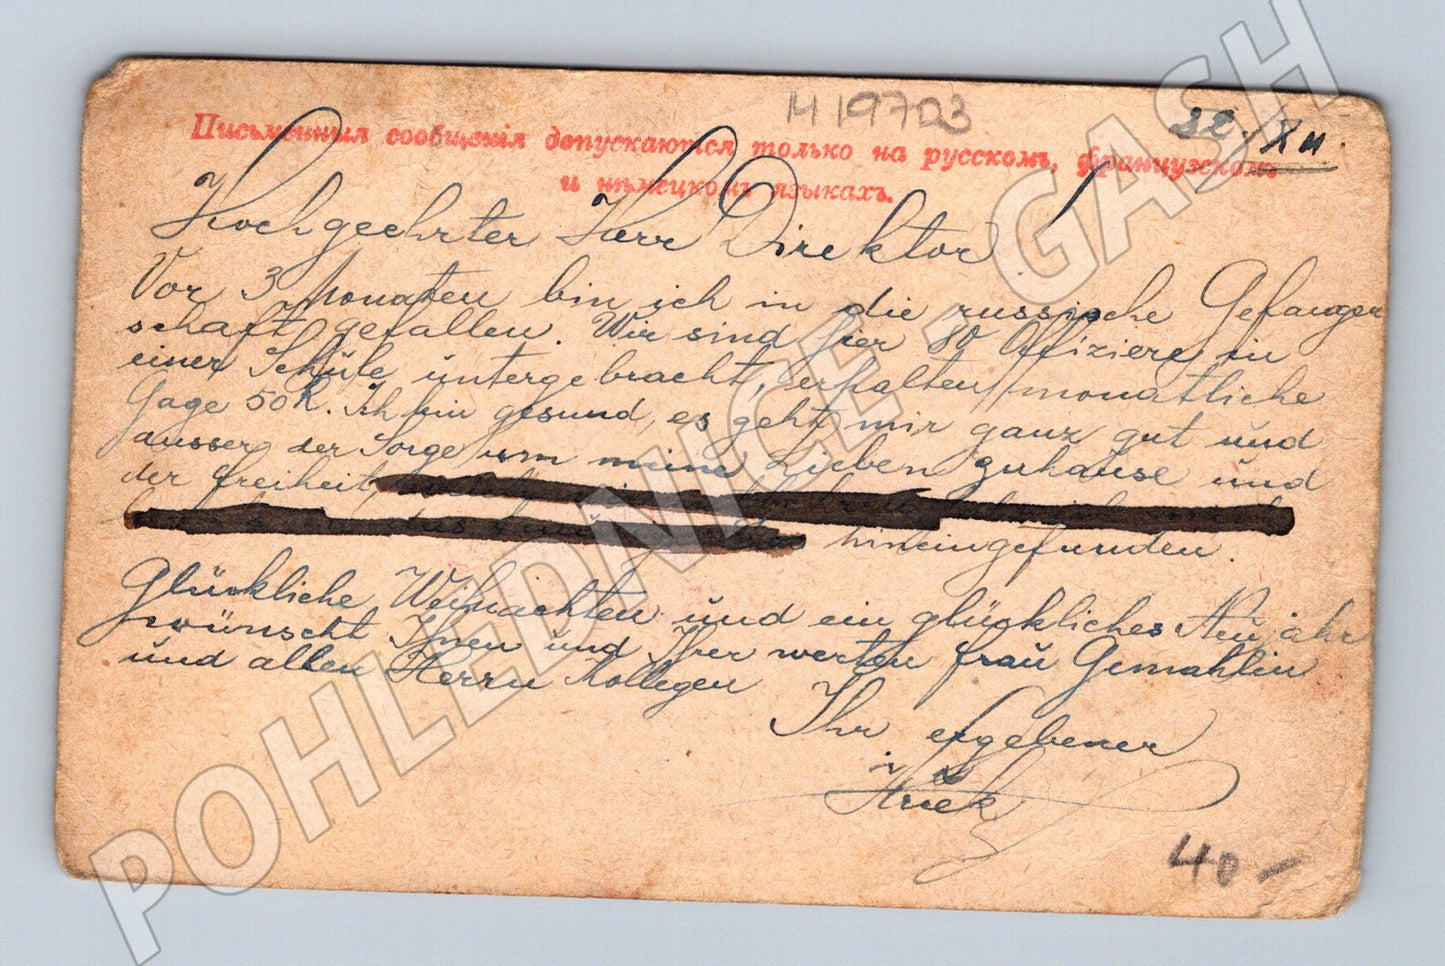 1419703
Письменныя сообщенія допускаются только на русскомъ, французскомъ
и нѣмецкомъ языкахъ.
Hochgeehrter Herr Direktor!
Vor 3 Monaten bin ich in die russische Gefangen
schaft gefallen. Wir sind hier 80 Offiziere in
einer Schule untergebracht, erhalten monatliche
Gage 50 R. Ich bin gesund, es geht mir ganz gut und
ausser der Sorge um meine Lieben zuhause und
der Freiheit,
hineingefunden.
Glückliche Weihnachten und ein glückliches Neujahr
wünscht Ihnen und Ihrer werten Frau Gemahlin
und allen Herrn Kollegen
Ihr ergebener
40-
POHLEDNICE - GASH